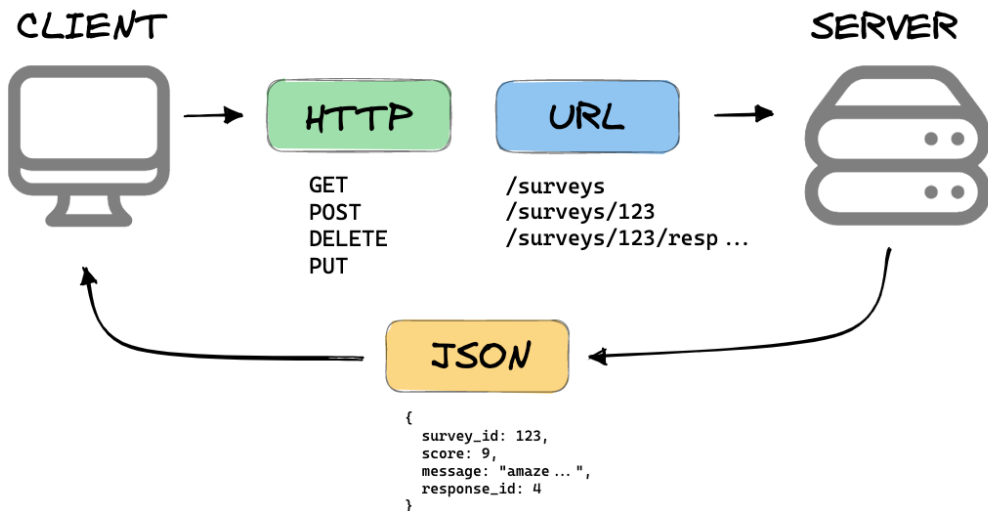 CLIENT
SERVER
HTTP
URL
GET
POST
DELETE
PUT
/surveys
/surveys/123
/surveys/123/resp...
JSON
{
survey_id: 123,
score: 9,
message: "amaze...",
response_id: 4
}